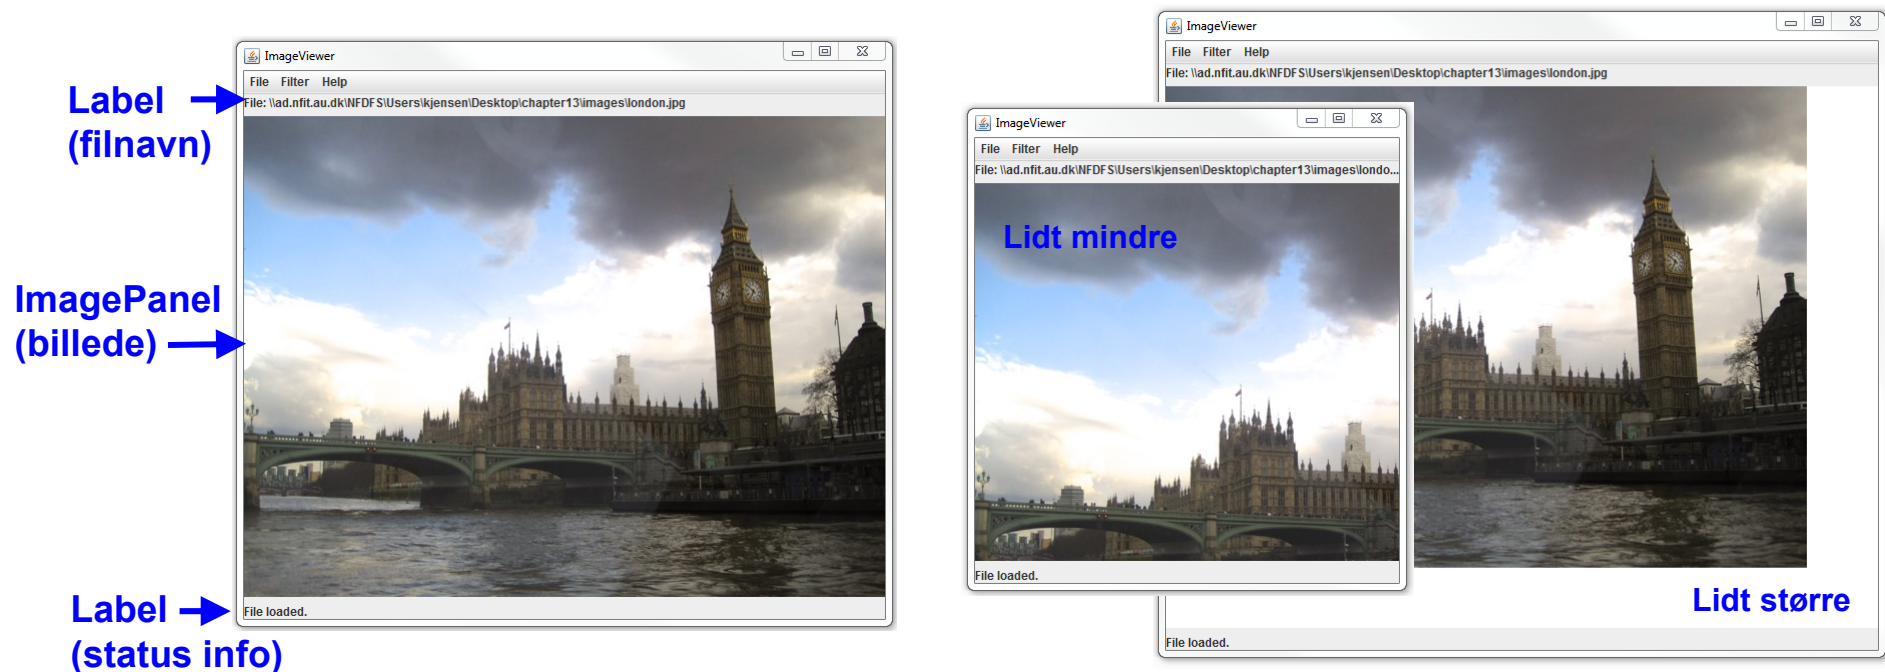 Label
(filnavn)
ImagePanel
(billede)
Label
(status info)
ImageViewer
File Filter Help
File: \\ad.nfit.au.dk\NFDFS\Users\kjensen\Desktop\chapter13\images\london.jpg
File loaded.
ImageViewer
File Filter Help
File: \\ad.nfit.au.dk\NFDFS\Users\kjensen\Desktop\chapter13\images\londo...
Lidt mindre
File loaded.
ImageViewer
File Filter Help
File: \\ad.nfit.au.dk\NFDFS\Users\kjensen\Desktop\chapter13\images\london.jpg
Lidt større
File loaded.